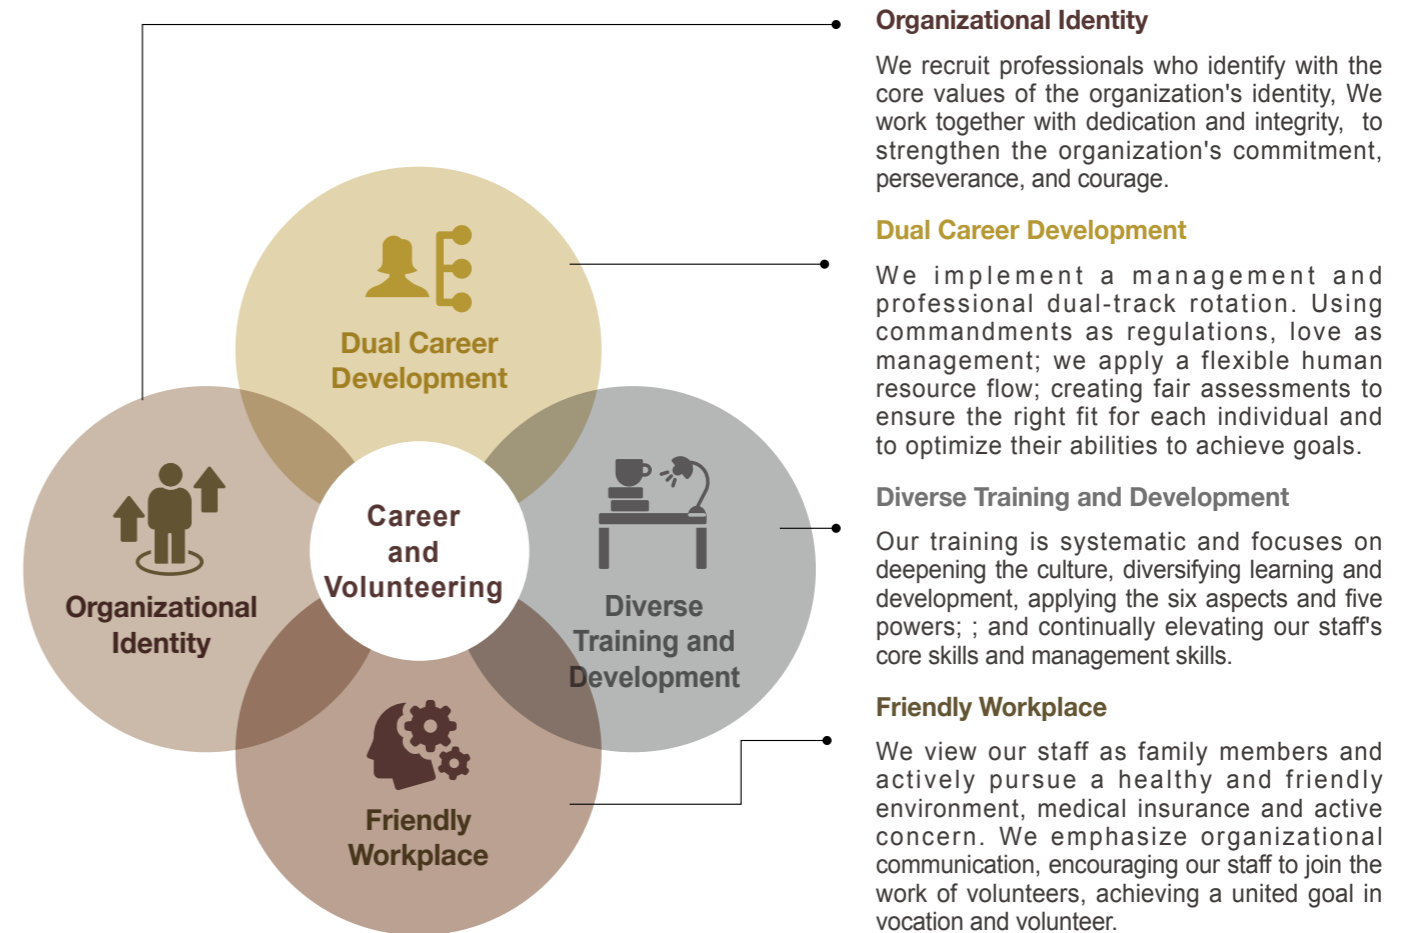 Organizational Identity
We recruit professionals who identify with the
core values of the organization's identity, We
work together with dedication and integrity, to
strengthen the organization's commitment,
perseverance, and courage.
Dual Career Development
We implement a management and
professional dual-track rotation. Using
commandments as regulations, love as
management; we apply a flexible human
resource flow; creating fair assessments to
ensure the right fit for each individual and
to optimize their abilities to achieve goals.
Diverse Training and Development
Our training is systematic and focuses on
deepening the culture, diversifying learning and
development, applying the six aspects and five
powers; ; and continually elevating our staff's
core skills and management skills.
Friendly Workplace
We view our staff as family members and
actively pursue a healthy and friendly
environment, medical insurance and active
concern. We emphasize organizational
communication, encouraging our staff to join the
work of volunteers, achieving a united goal in
vocation and volunteer.
Dual Career
Development
Career
and
Volunteering
Organizational
Identity
Diverse
Training and
Development
Friendly
Workplace